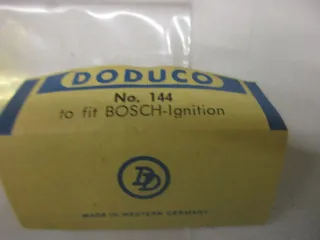 DODUCO
No. 144
to fit BOSCH-Ignition
DD
MADE IN WESTERN GERMANY